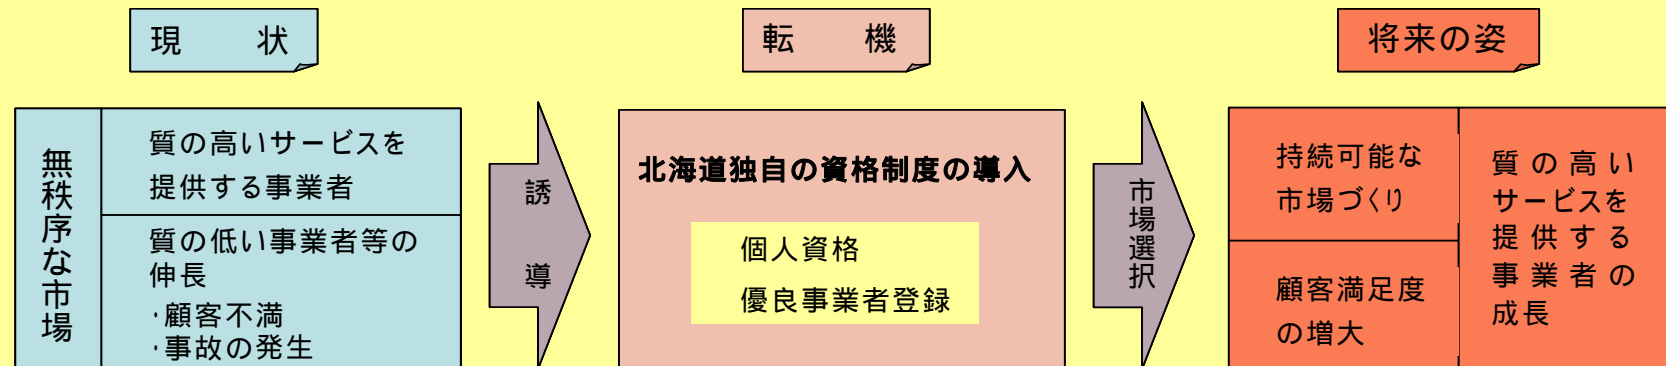 現　状
転　機
将来の姿
無秩序な市場
質の高いサービスを
提供する事業者
質の低い事業者等の
伸長
・顧客不満
・事故の発生
誘導
北海道独自の資格制度の導入
個人資格
優良事業者登録
市場選択
持続可能な
市場づくり
顧客満足度
の増大
質の高い
サービスを
提供する
事業者の
成長